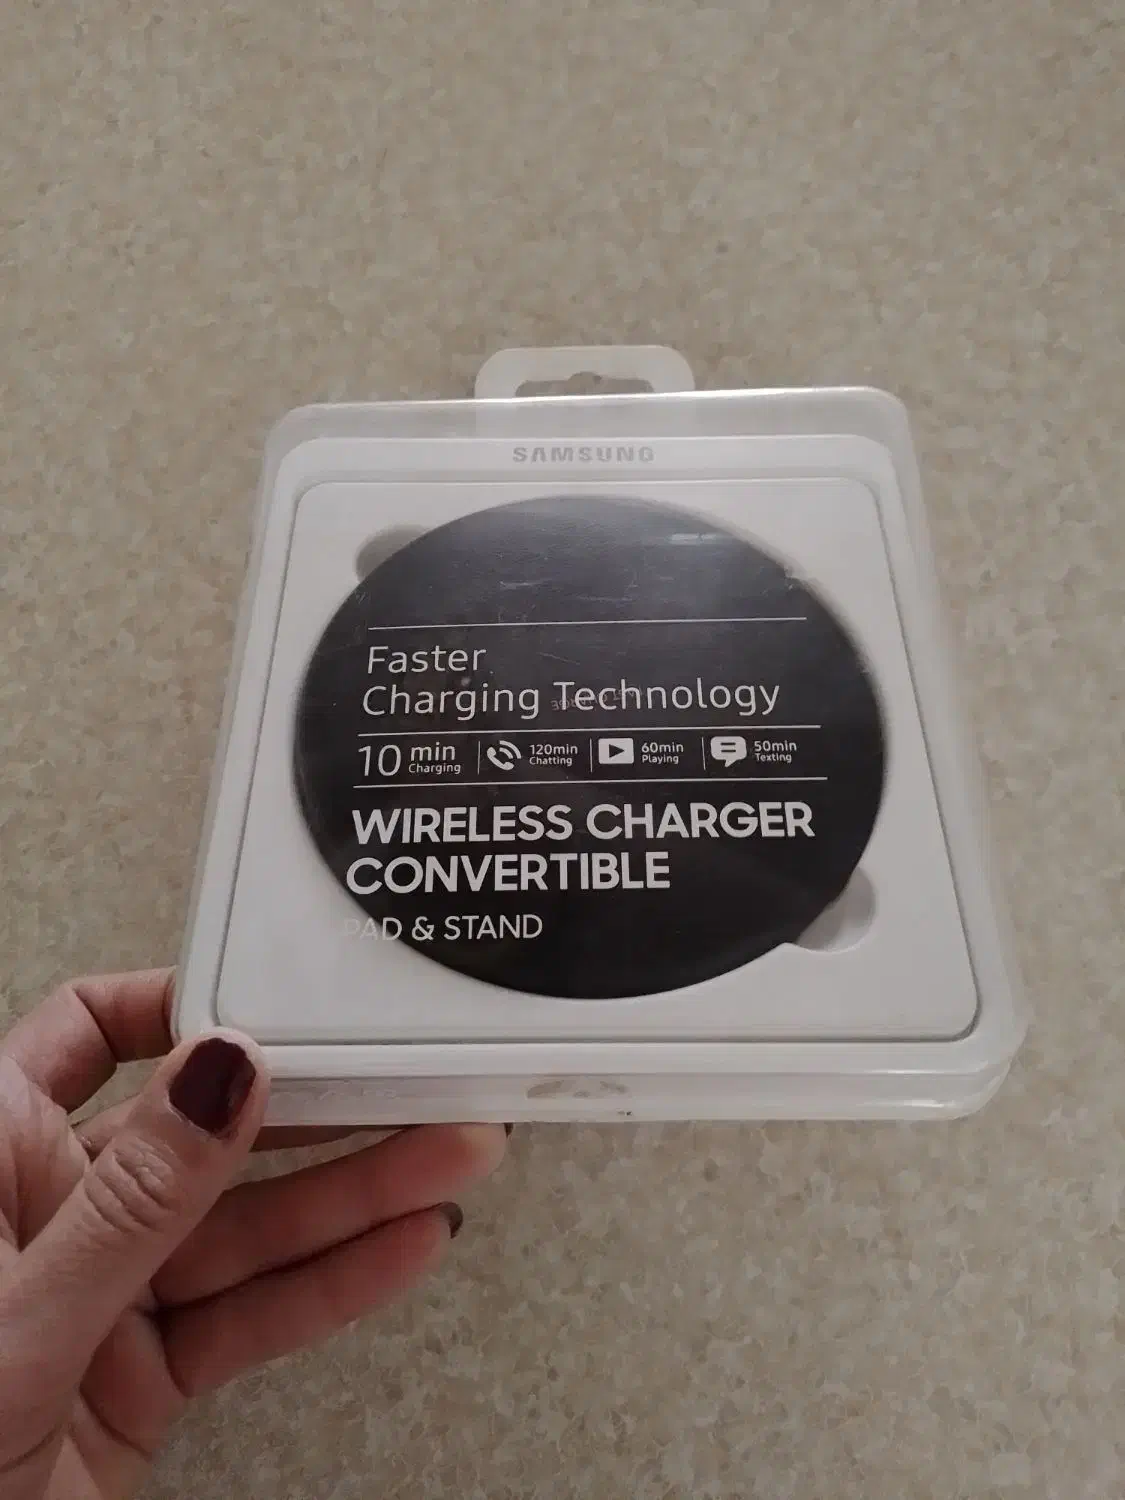 SAMSUNG
Faster
Charging Technology
10 min Charging
120min Chatting
60min Playing
50min Texting
WIRELESS CHARGER
CONVERTIBLE
PAD & STAND